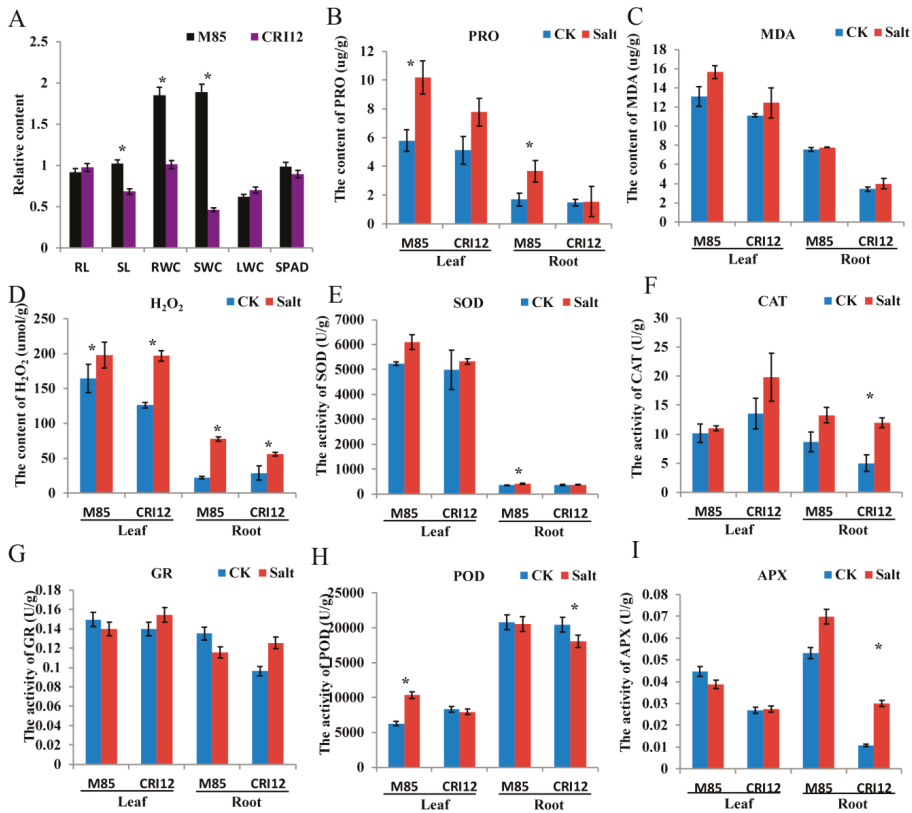 A
M85 CRI12
Relative content
2.5
2
1.5
1
0.5
0
*
*
*
RL SL RWC SWC LWC SPAD
B
PRO
CK Salt
The content of PRO (ug/g)
12
10
8
6
4
2
0
*
*
M85 CRI12 M85 CRI12
Leaf Root
C
MDA
CK Salt
The content of MDA (ug/g)
18
16
14
12
10
8
6
4
2
0
M85 CRI12 M85 CRI12
Leaf Root
D
H₂O₂
CK Salt
The content of H₂O₂ (umol/g)
250
200
150
100
50
0
*
*
*
*
M85 CRI12 M85 CRI12
Leaf Root
E
SOD
CK Salt
The activity of SOD (U/g)
7000
6000
5000
4000
3000
2000
1000
0
*
M85 CRI12 M85 CRI12
Leaf Root
F
CAT
CK Salt
The activity of CAT (U/g)
30
25
20
15
10
5
0
*
M85 CRI12 M85 CRI12
Leaf Root
G
GR
CK Salt
The activity of GR (U/g)
0.18
0.16
0.14
0.12
0.1
0.08
0.06
0.04
0.02
0
M85 CRI12 M85 CRI12
Leaf Root
H
POD
CK Salt
The activity of POD (U/g)
25000
20000
15000
10000
5000
0
*
*
M85 CRI12 M85 CRI12
Leaf Root
I
APX
CK Salt
The activity of APX (U/g)
0.08
0.07
0.06
0.05
0.04
0.03
0.02
0.01
0
*
M85 CRI12 M85 CRI12
Leaf Root